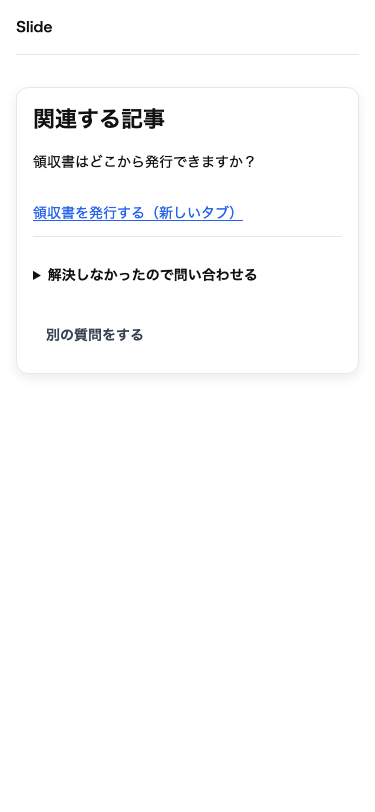 Slide
関連する記事
領収書はどこから発行できますか？
領収書を発行する（新しいタブ）
▶ 解決しなかったので問い合わせる
別の質問をする